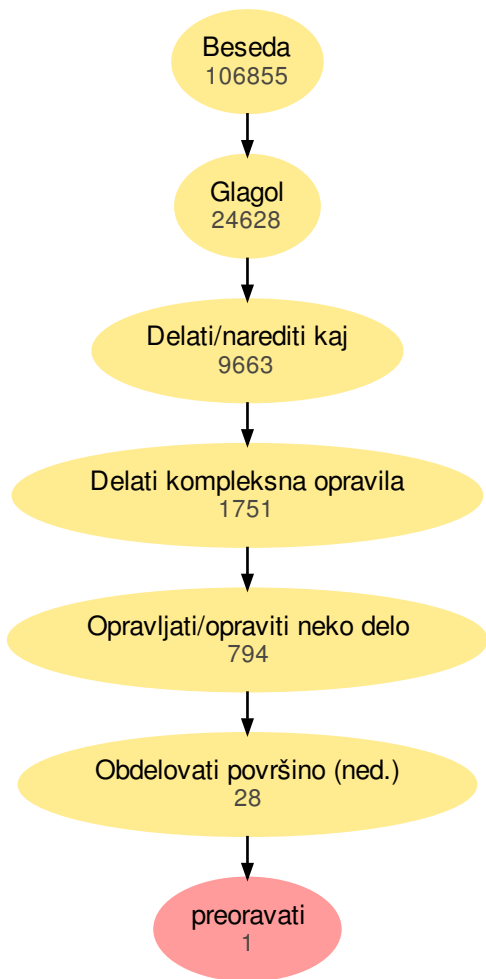 Beseda
106855
Glagol
24628
Delati/narediti kaj
9663
Delati kompleksna opravila
1751
Opravljati/opraviti neko delo
794
Obdelovati površino (ned.)
28
preoravati
1